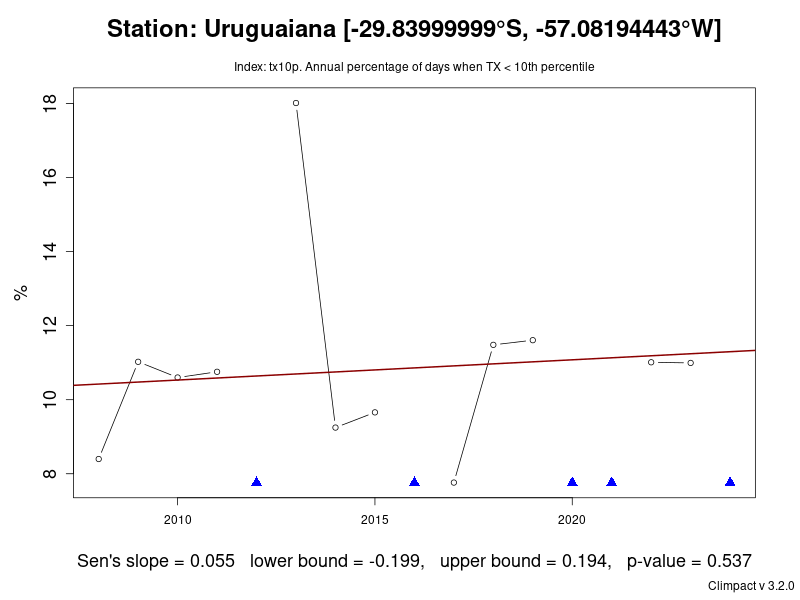 Station: Uruguaiana [-29.83999999°S, -57.08194443°W]
Index: tx10p. Annual percentage of days when TX < 10th percentile
18
16
14
12
10
8
%
2010 2015 2020
Sen's slope = 0.055 lower bound = -0.199, upper bound = 0.194, p-value = 0.537
Climpact v 3.2.0